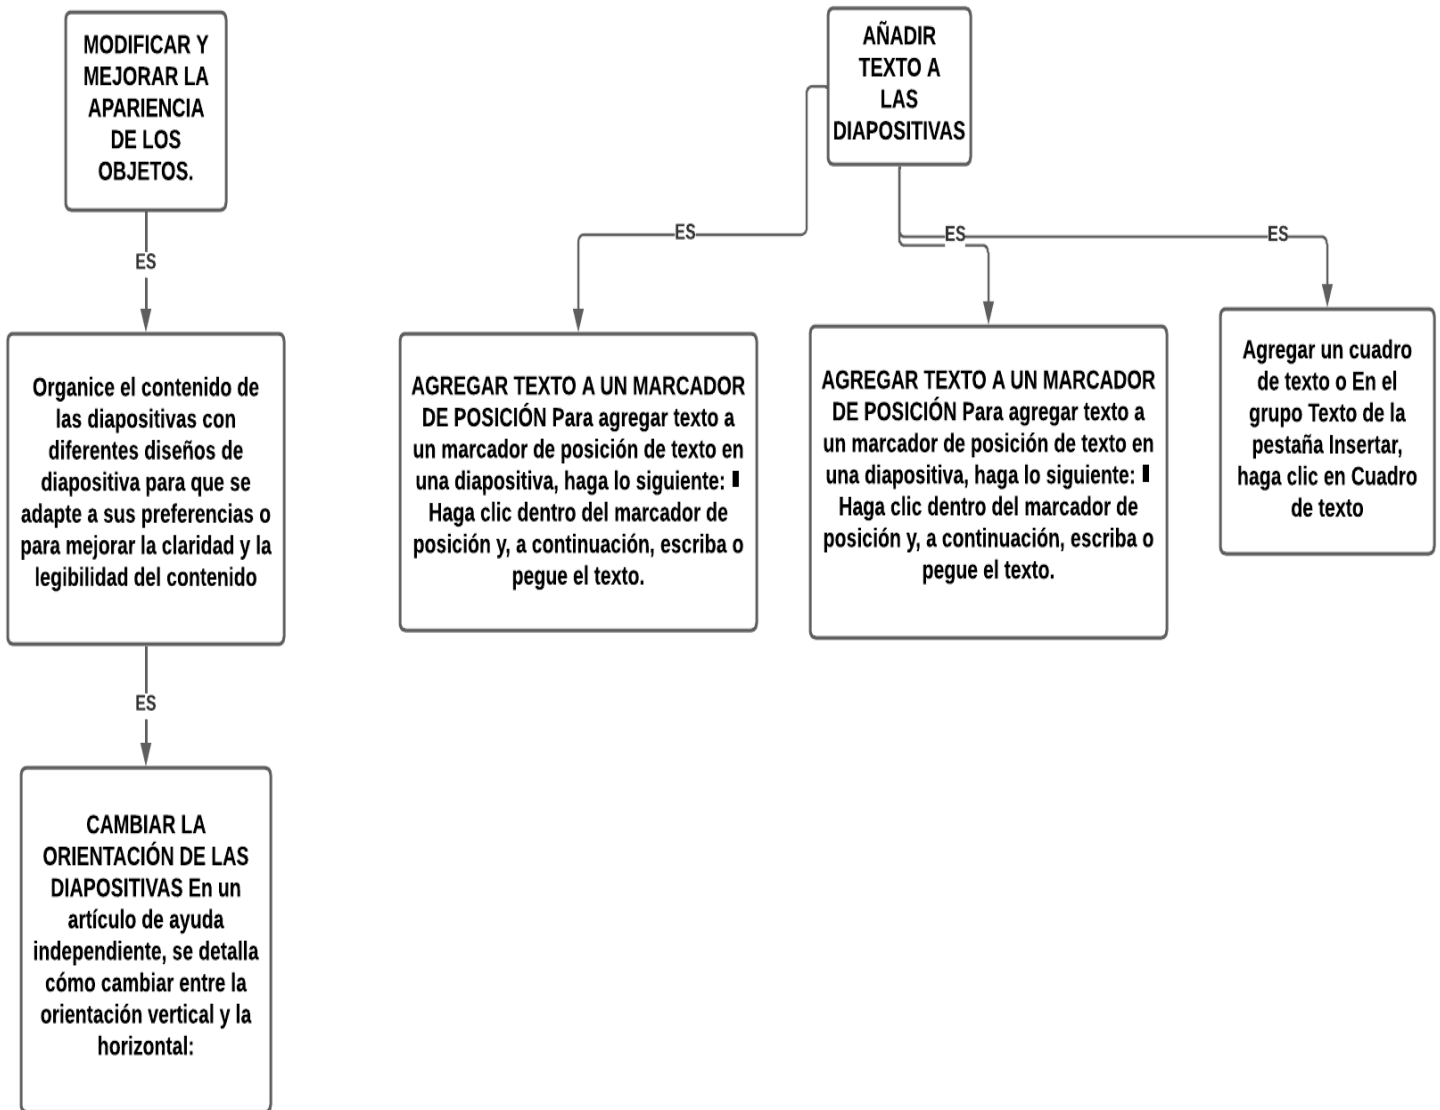 MODIFICAR Y
MEJORAR LA
APARIENCIA
DE LOS
OBJETOS.
ES
Organice el contenido de
las diapositivas con
diferentes diseños de
diapositiva para que se
adapte a sus preferencias o
para mejorar la claridad y la
legibilidad del contenido
ES
CAMBIAR LA
ORIENTACIÓN DE LAS
DIAPOSITIVAS En un
artículo de ayuda
independiente, se detalla
cómo cambiar entre la
orientación vertical y la
horizontal:
AÑADIR
TEXTO A
LAS
DIAPOSITIVAS
ES
ES
ES
AGREGAR TEXTO A UN MARCADOR
DE POSICIÓN Para agregar texto a
un marcador de posición de texto en
una diapositiva, haga lo siguiente: ▮
Haga clic dentro del marcador de
posición y, a continuación, escriba o
pegue el texto.
AGREGAR TEXTO A UN MARCADOR
DE POSICIÓN Para agregar texto a
un marcador de posición de texto en
una diapositiva, haga lo siguiente: ▮
Haga clic dentro del marcador de
posición y, a continuación, escriba o
pegue el texto.
Agregar un cuadro
de texto o En el
grupo Texto de la
pestaña Insertar,
haga clic en Cuadro
de texto